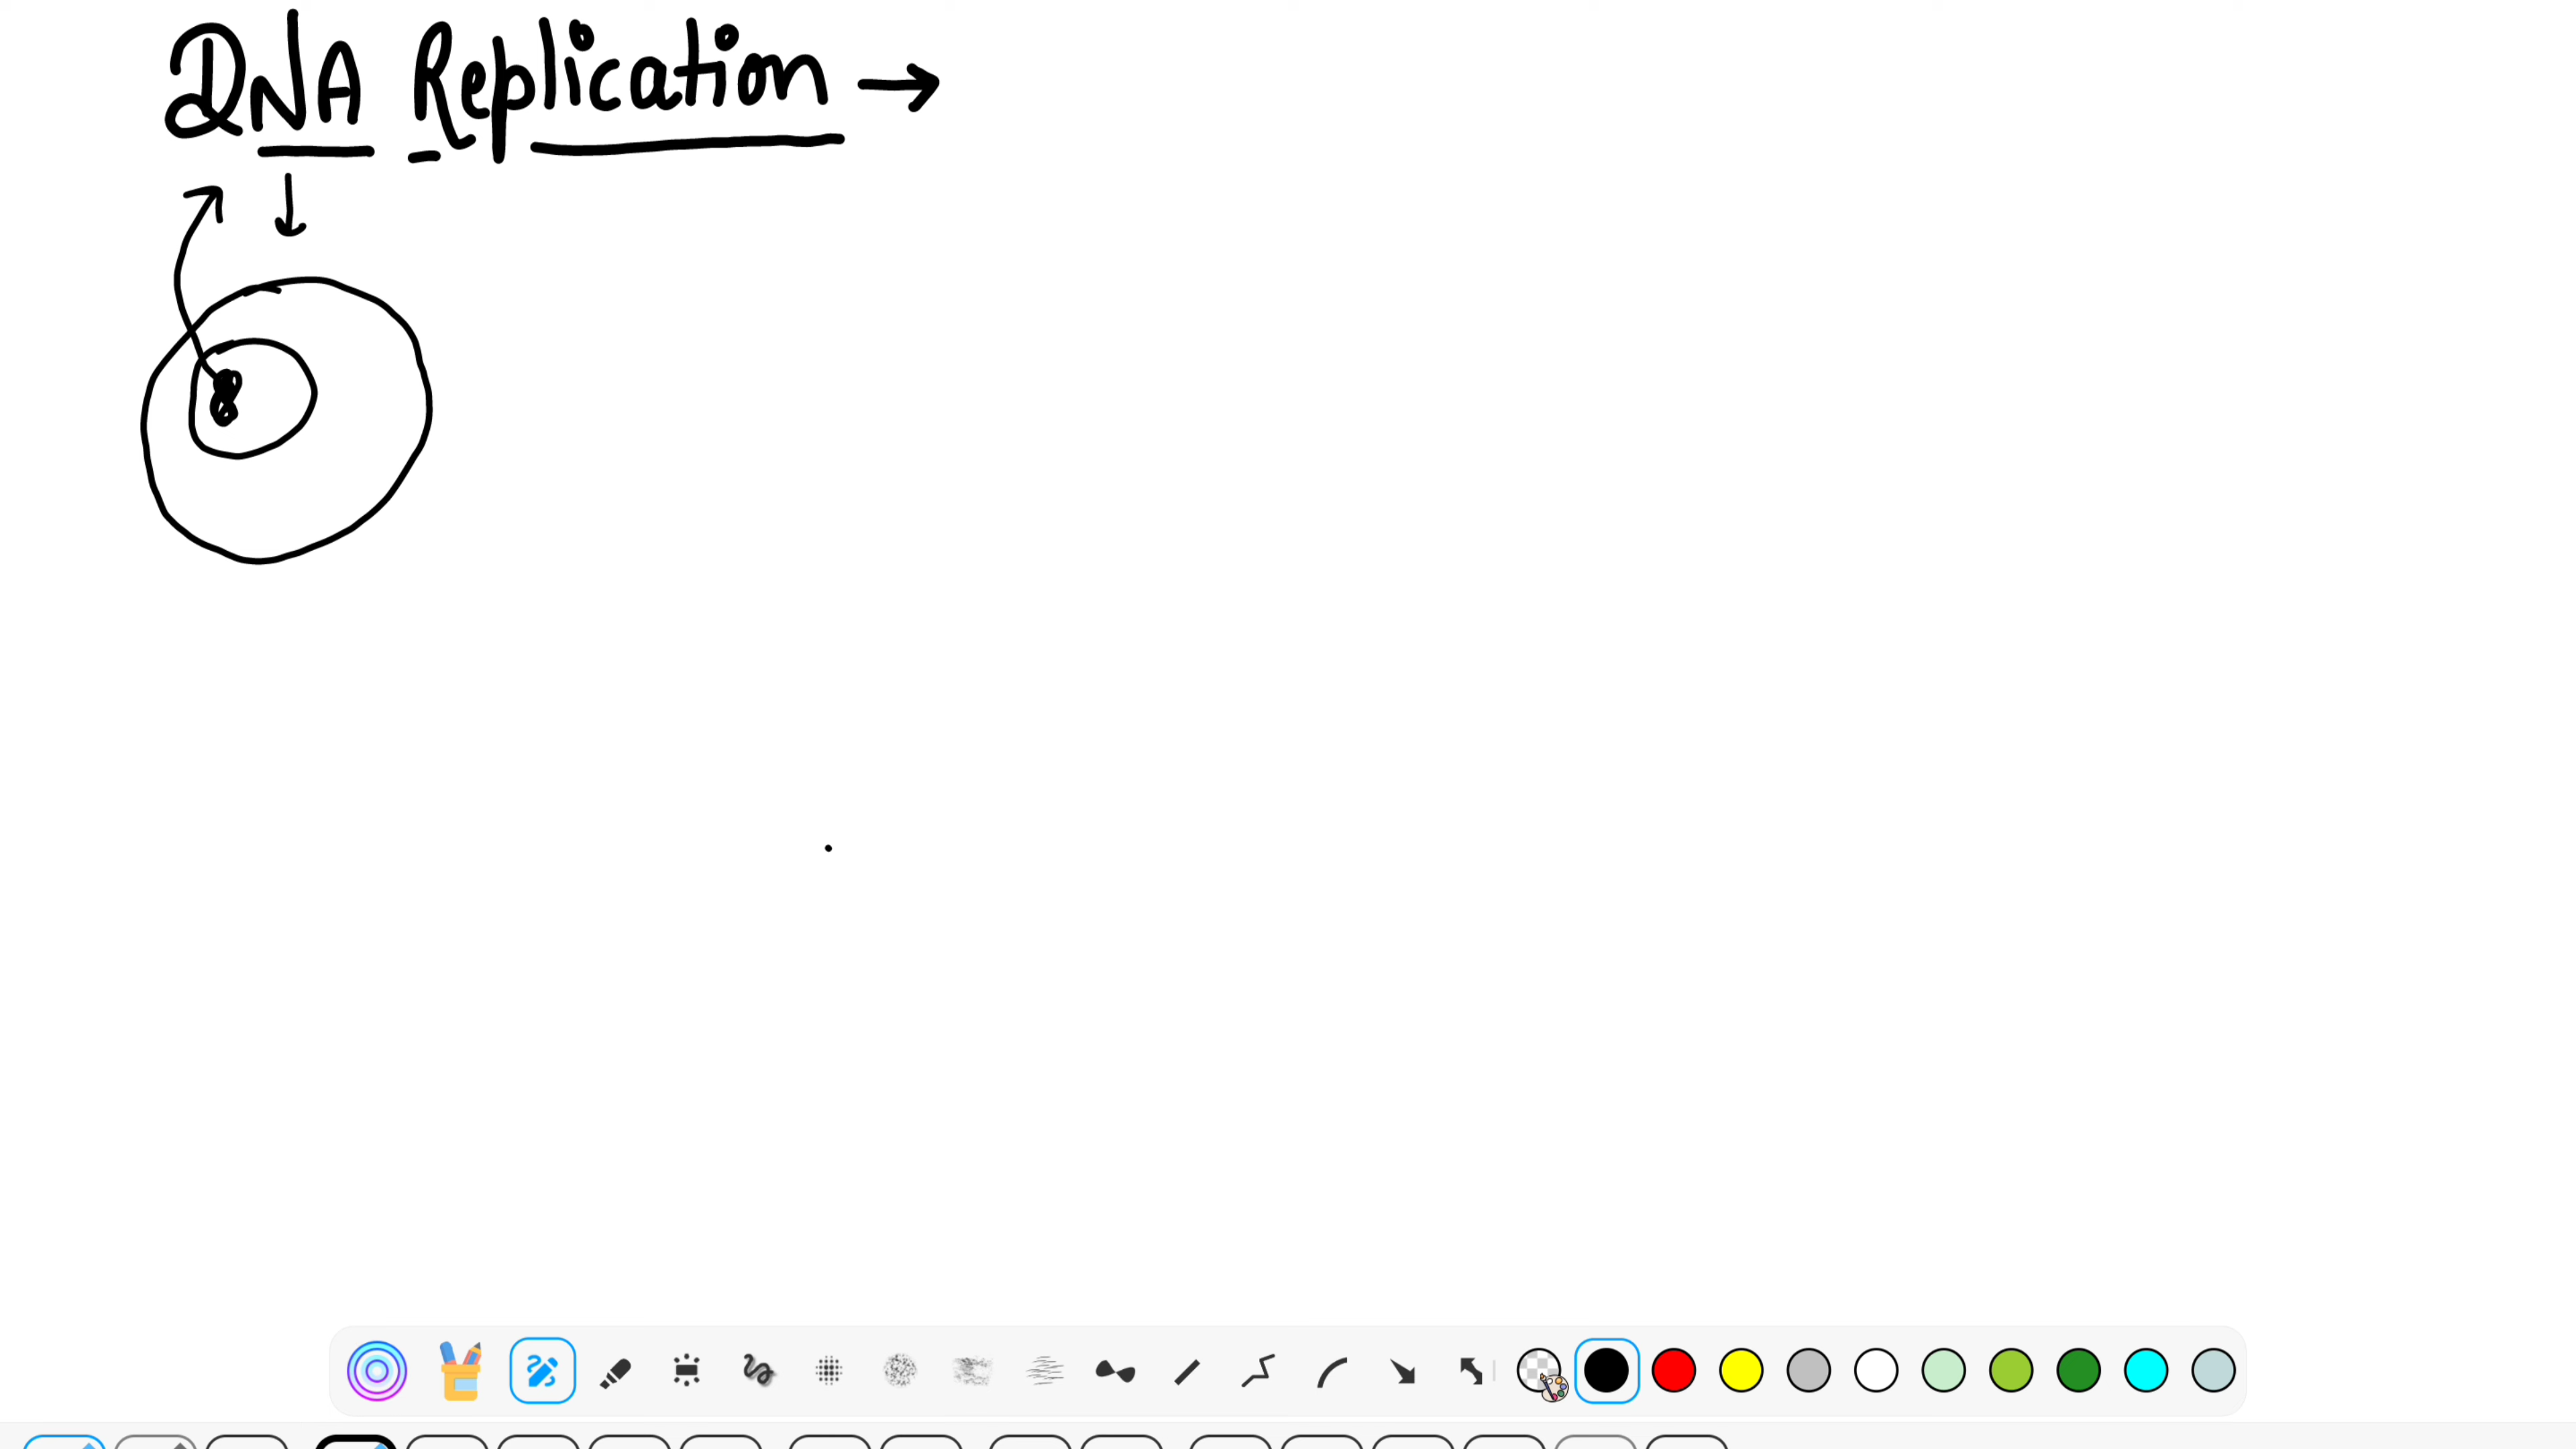 DNA Replication →